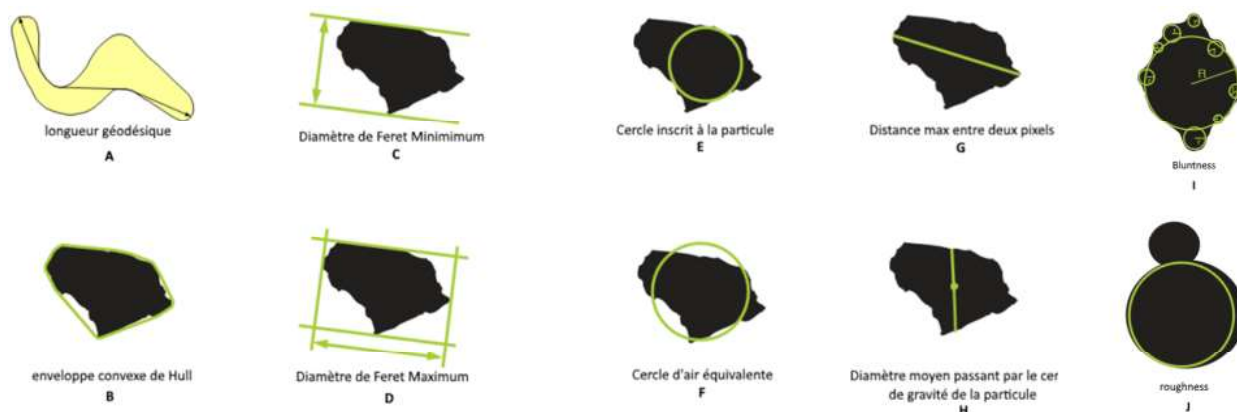 longueur géodésique
A
Diamètre de Feret Minimimum
C
Cercle inscrit à la particule
E
Distance max entre deux pixels
G
R
Bluntness
I
enveloppe convexe de Hull
B
Diamètre de Feret Maximum
D
Cercle d'air équivalente
F
Diamètre moyen passant par le cer
de gravité de la particule
H
roughness
J